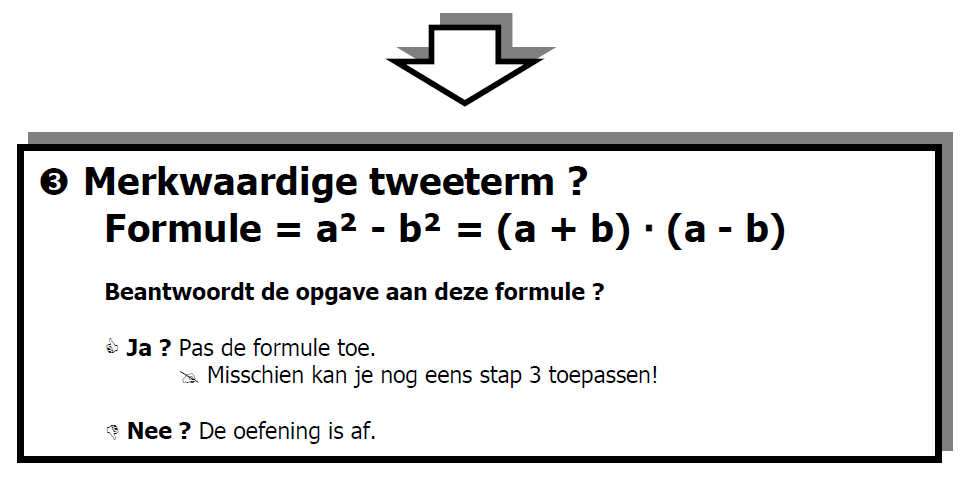 ❸ Merkwaardige tweeterm ?
Formule = a² - b² = (a + b) · (a - b)
Beantwoordt de opgave aan deze formule ?
👍 Ja ? Pas de formule toe.
Misschien kan je nog eens stap 3 toepassen!
👎 Nee ? De oefening is af.